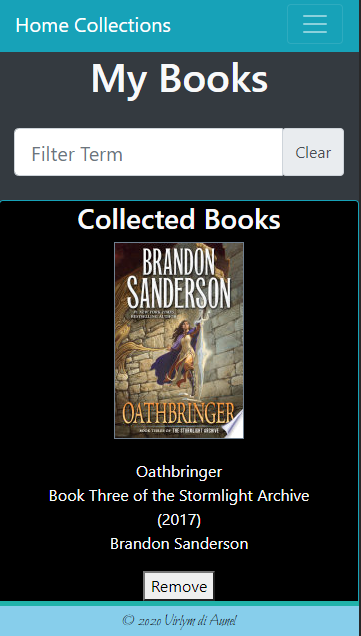 Home Collections
My Books
Filter Term
Clear
Collected Books
BRANDON
SANDERSON
#1 NEW YORK TIMES
BESTSELLING AUTHOR
OATHBRINGER
BOOK THREE OF THE STORMLIGHT ARCHIVE
Oathbringer
Book Three of the Stormlight Archive
(2017)
Brandon Sanderson
Remove
© 2020 Virlym di Aunel